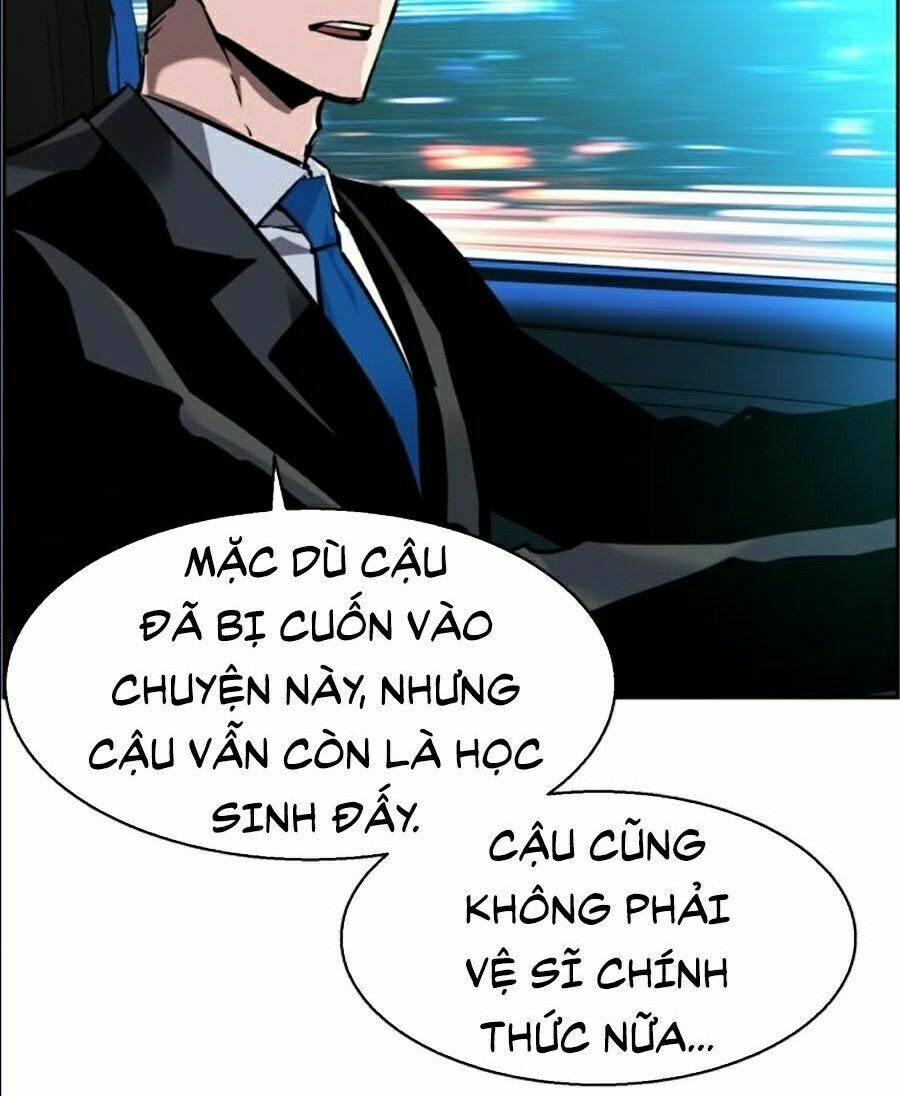 MẶC DÙ CẬU
ĐÃ BỊ CUỐN VÀO
CHUYỆN NÀY, NHƯNG
CẬU VẪN CÒN LÀ HỌC
SINH ĐẤY.
CẬU CŨNG
KHÔNG PHẢI
VỆ SĨ CHÍNH
THỨC NỮA...